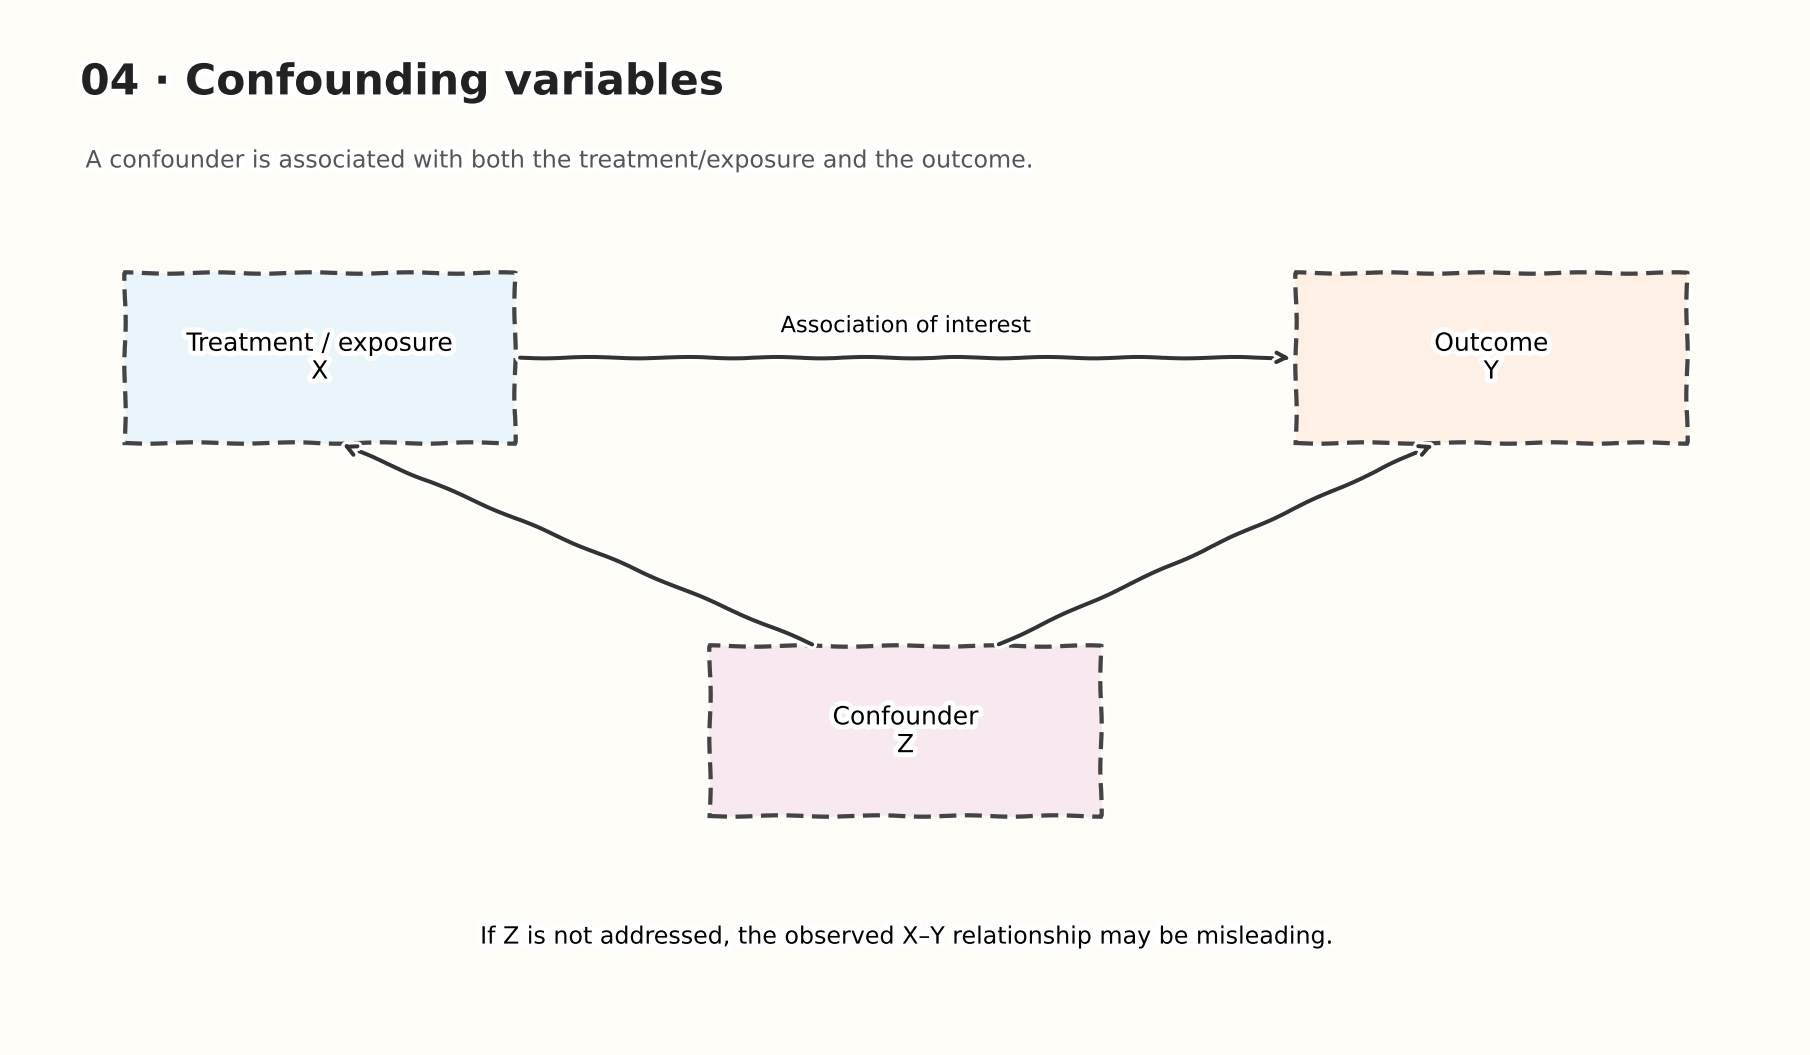 04 · Confounding variables
A confounder is associated with both the treatment/exposure and the outcome.
Treatment / exposure
X
Association of interest
Outcome
Y
Confounder
Z
If Z is not addressed, the observed X–Y relationship may be misleading.